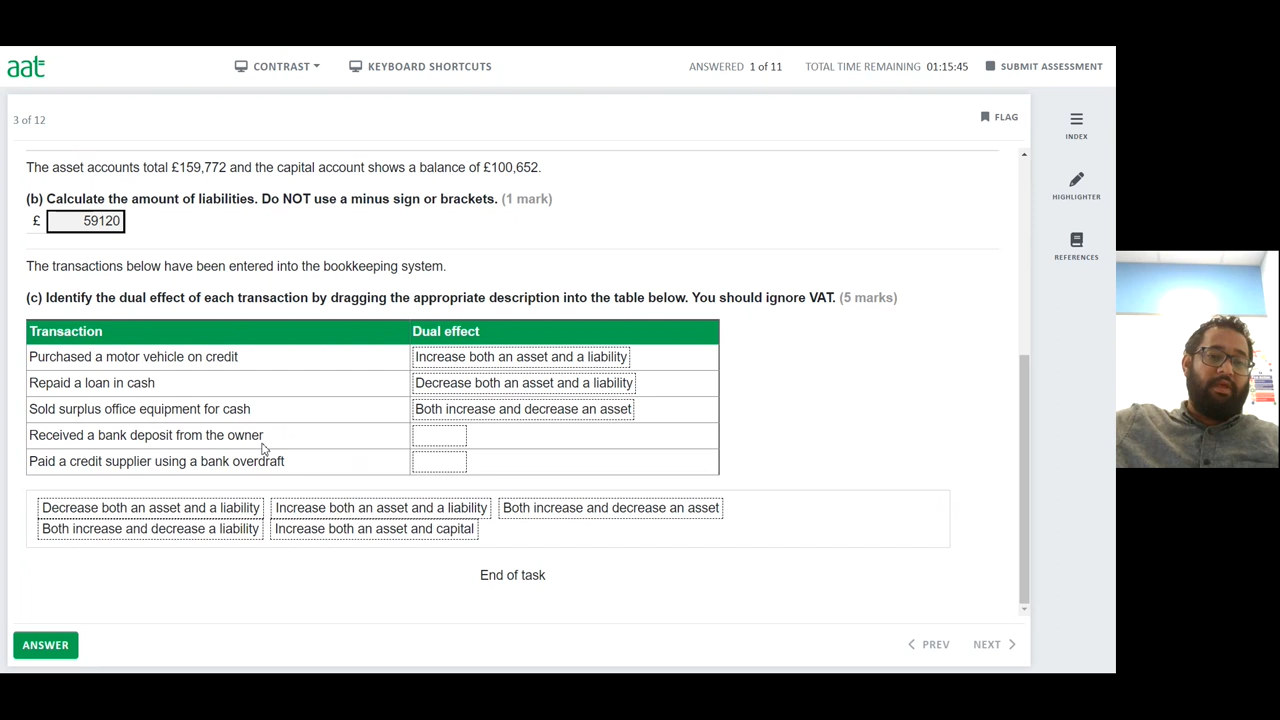 aat
CONTRAST
KEYBOARD SHORTCUTS
ANSWERED 1 of 11
TOTAL TIME REMAINING 01:15:45
SUBMIT ASSESSMENT
3 of 12
FLAG
INDEX
HIGHLIGHTER
REFERENCES
The asset accounts total £159,772 and the capital account shows a balance of £100,652.
(b) Calculate the amount of liabilities. Do NOT use a minus sign or brackets. (1 mark)
£ 59120
The transactions below have been entered into the bookkeeping system.
(c) Identify the dual effect of each transaction by dragging the appropriate description into the table below. You should ignore VAT. (5 marks)
Transaction Dual effect
Purchased a motor vehicle on credit Increase both an asset and a liability
Repaid a loan in cash Decrease both an asset and a liability
Sold surplus office equipment for cash Both increase and decrease an asset
Received a bank deposit from the owner
Paid a credit supplier using a bank overdraft
Decrease both an asset and a liability Increase both an asset and a liability Both increase and decrease an asset
Both increase and decrease a liability Increase both an asset and capital
End of task
ANSWER
PREV
NEXT